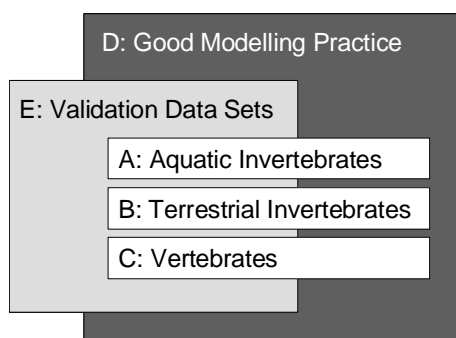 D: Good Modelling Practice
E: Validation Data Sets
A: Aquatic Invertebrates
B: Terrestrial Invertebrates
C: Vertebrates